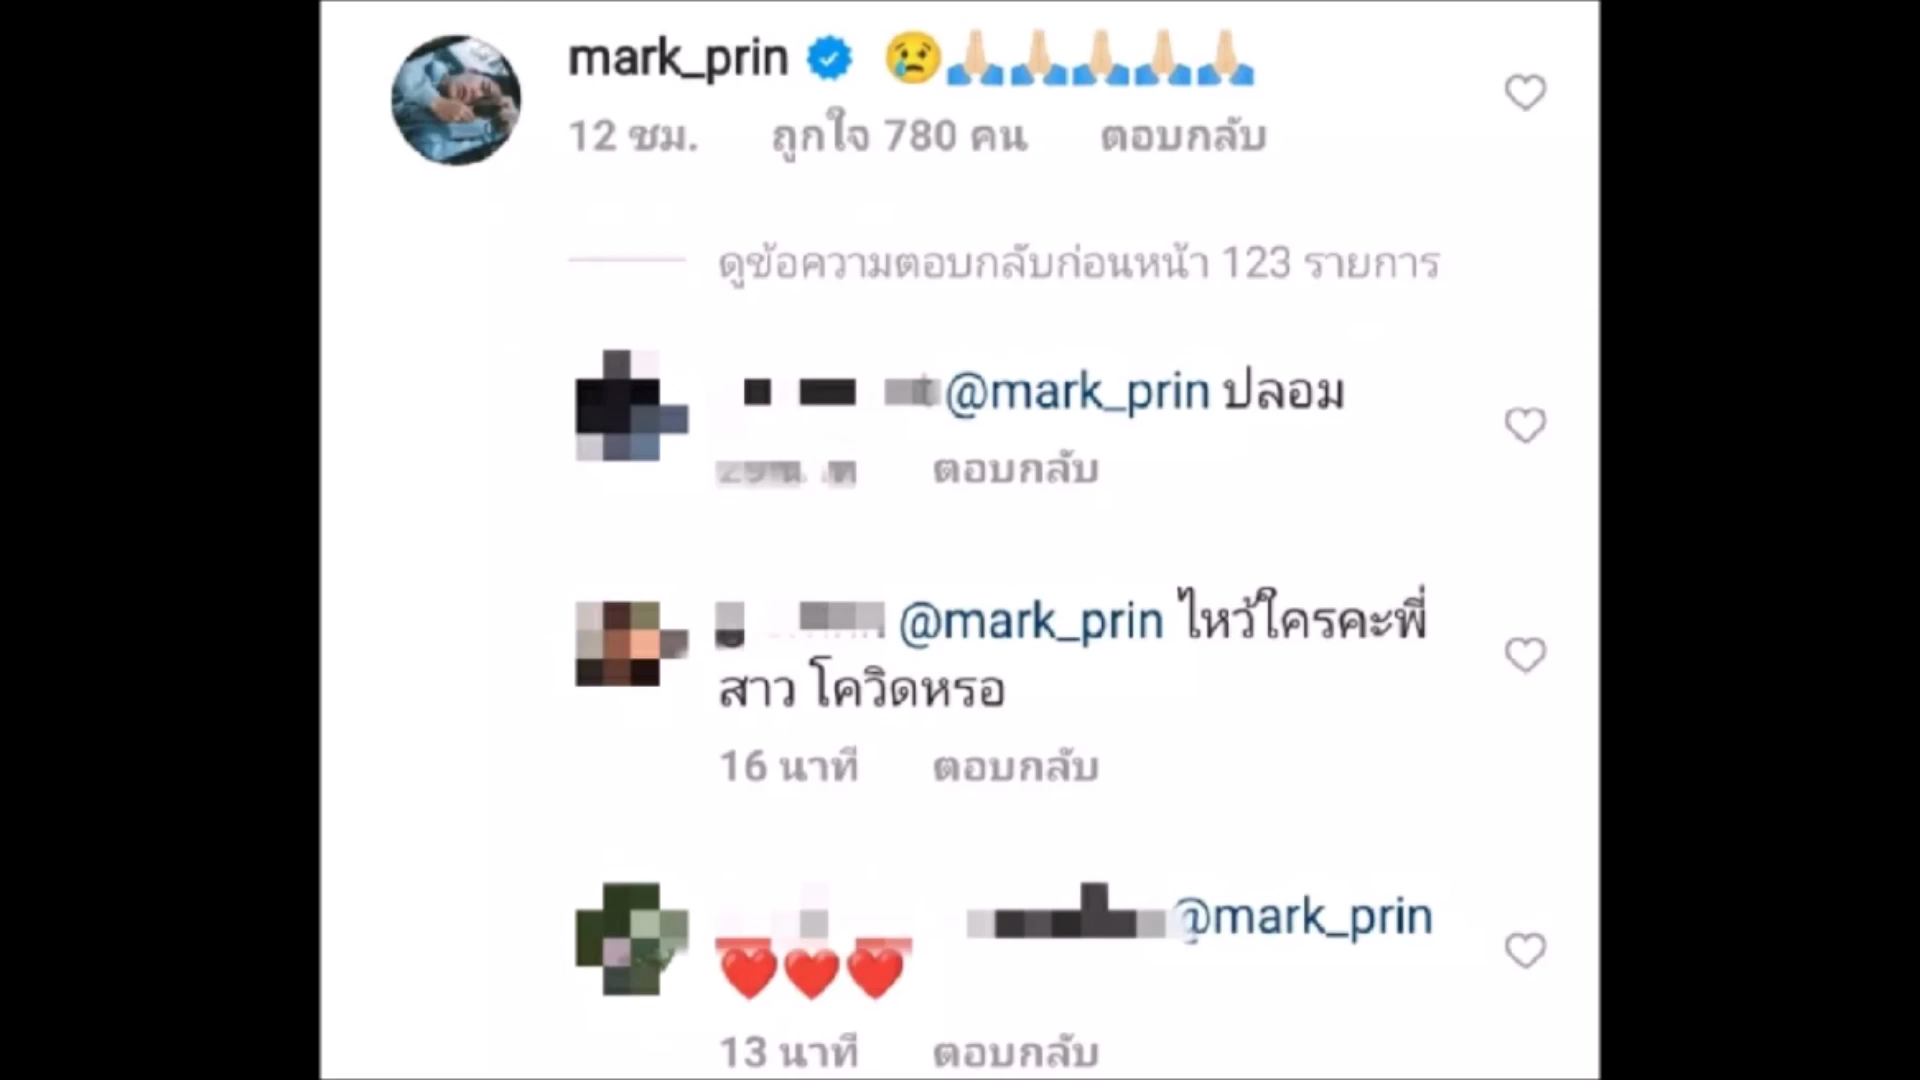 mark_prin 😢🙏🏻🙏🏻🙏🏻🙏🏻🙏🏻
12 ชม. ถูกใจ 780 คน ตอบกลับ
ดูข้อความตอบกลับก่อนหน้า 123 รายการ
@mark_prin ปลอม
ตอบกลับ
@mark_prin ไหว้ใครคะพี่
สาว โควิดหรอ
16 นาที ตอบกลับ
@mark_prin
❤️❤️❤️
13 นาที ตอบกลับ